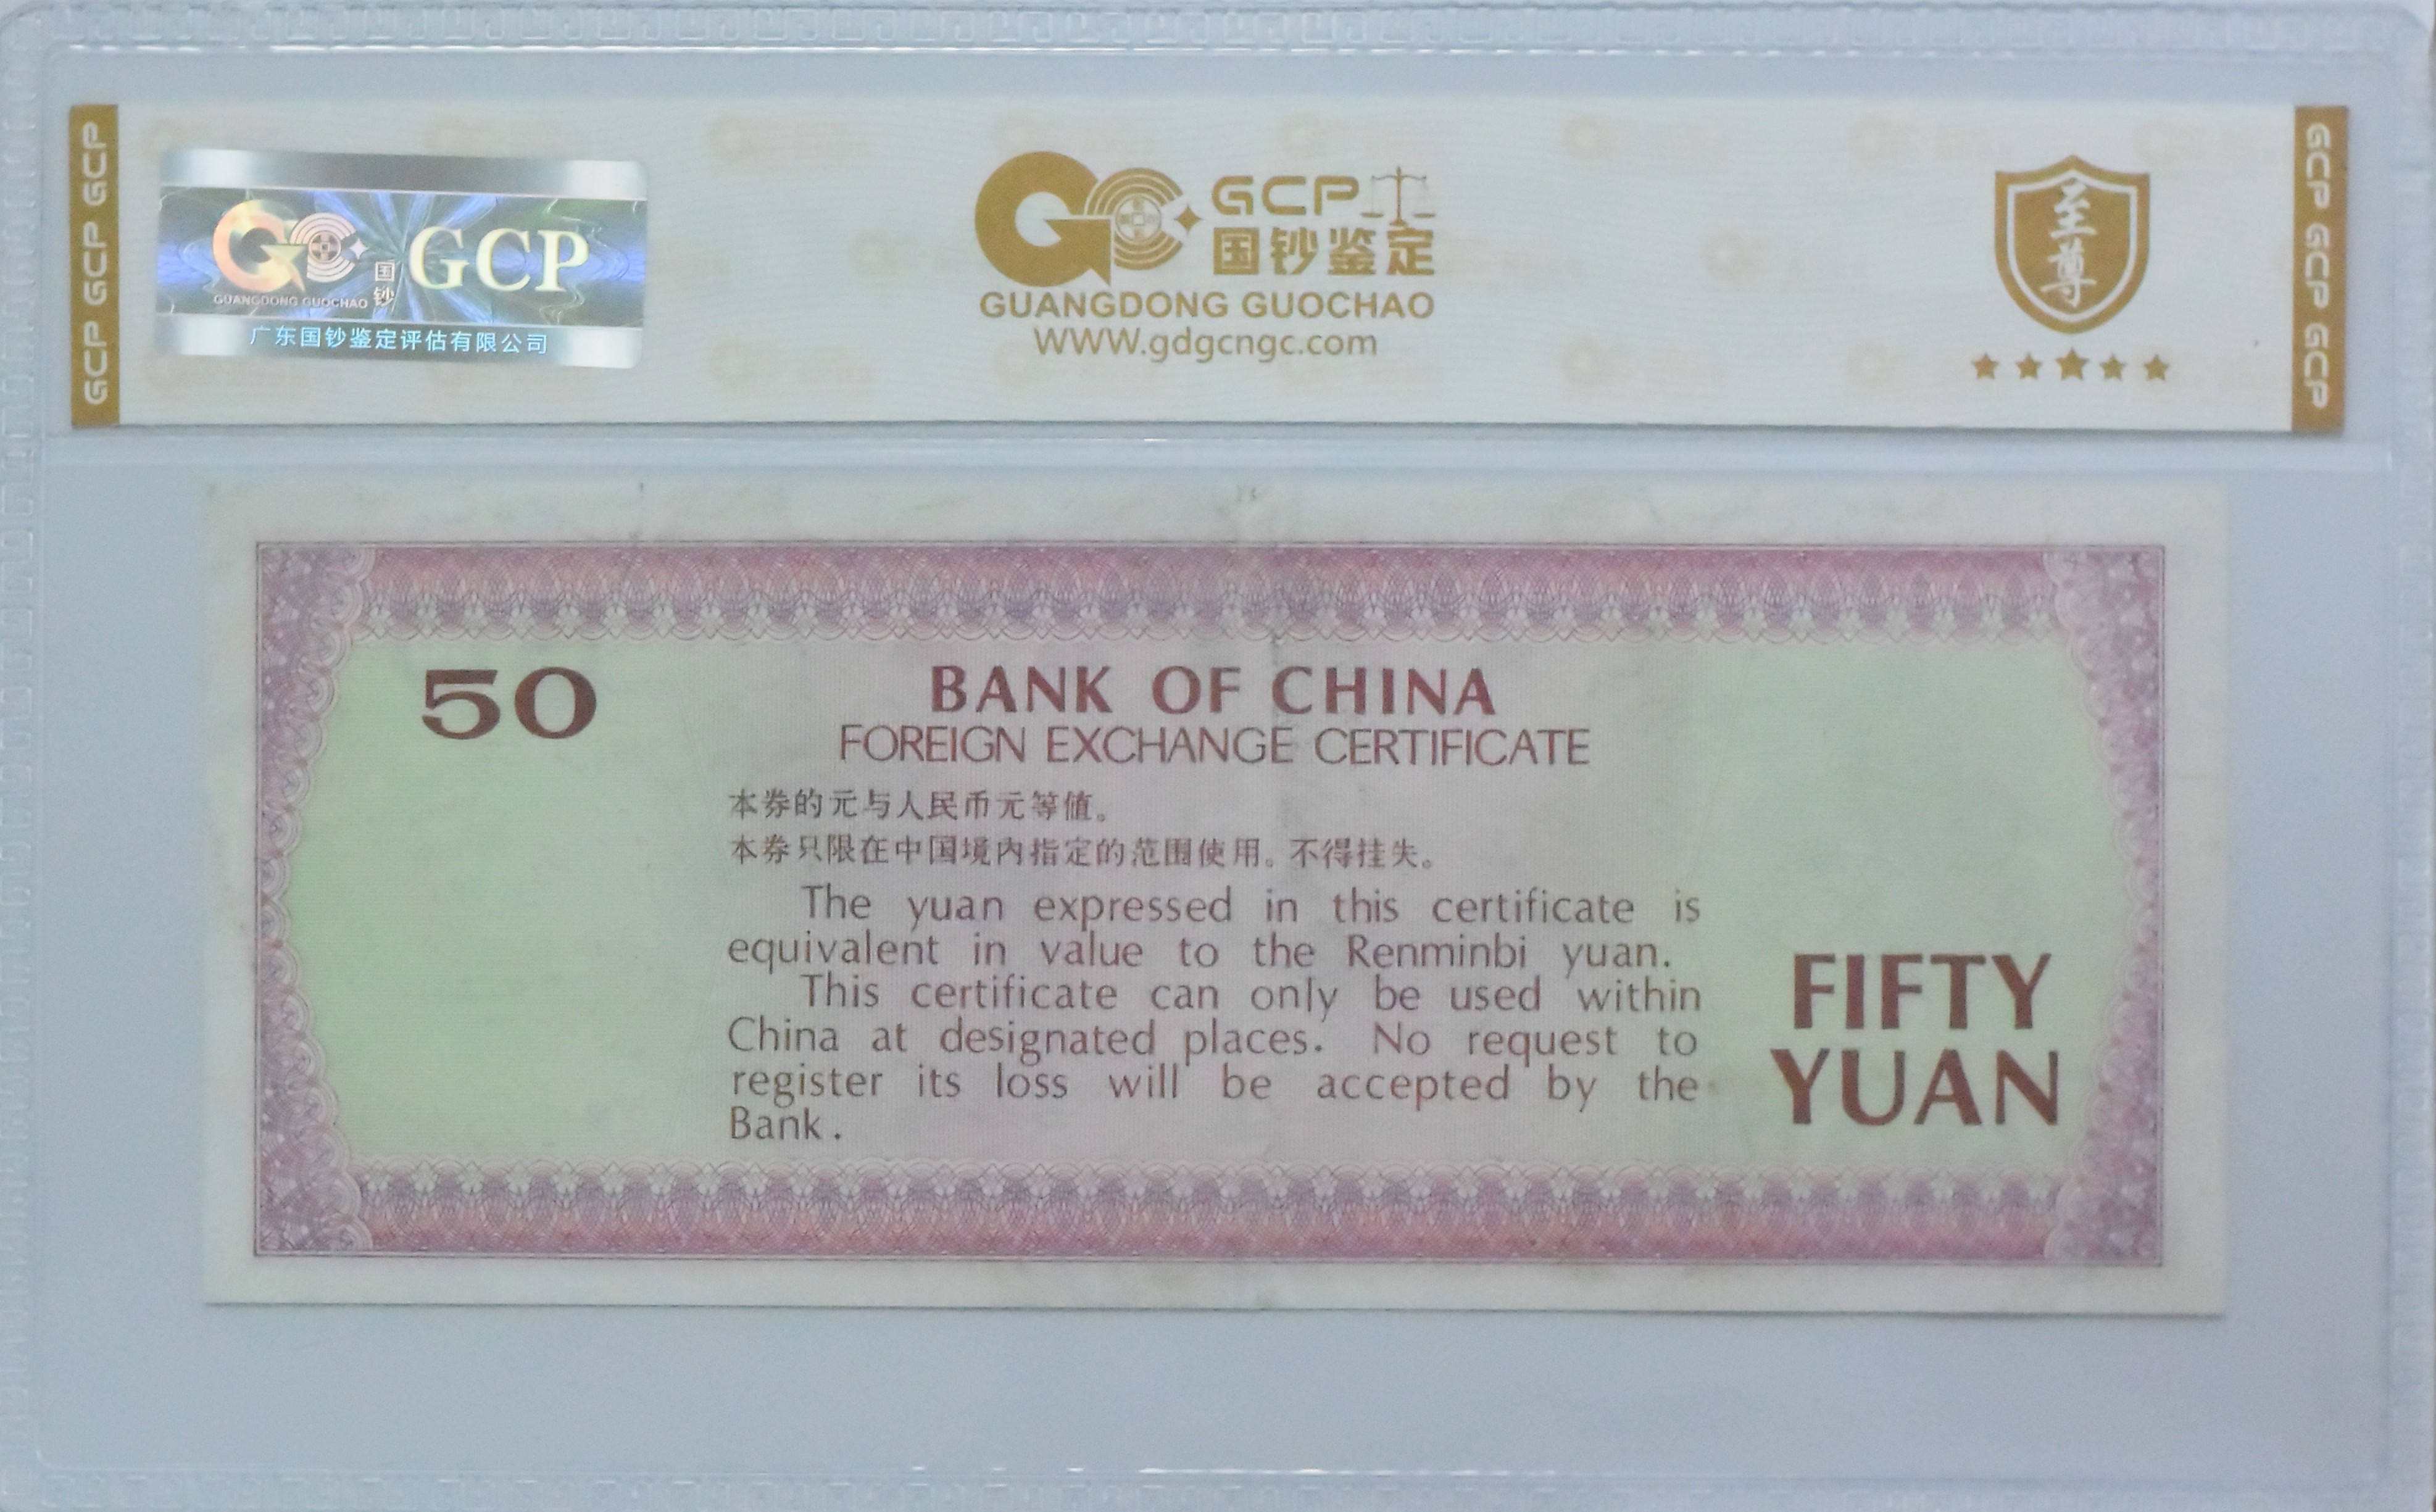 GCP GCP GCP
GCP
国钞
GUANGDONG GUOCHAO
广东国钞鉴定评估有限公司
GCP
国钞鉴定
GUANGDONG GUOCHAO
WWW.gdgcngc.com
至尊
GCP GCP GCP
50
BANK OF CHINA
FOREIGN EXCHANGE CERTIFICATE
本券的元与人民币元等值。
本券只限在中国境内指定的范围使用。不得挂失。
The yuan expressed in this certificate is
equivalent in value to the Renminbi yuan.
This certificate can only be used within
China at designated places. No request to
register its loss will be accepted by the
Bank.
FIFTY
YUAN